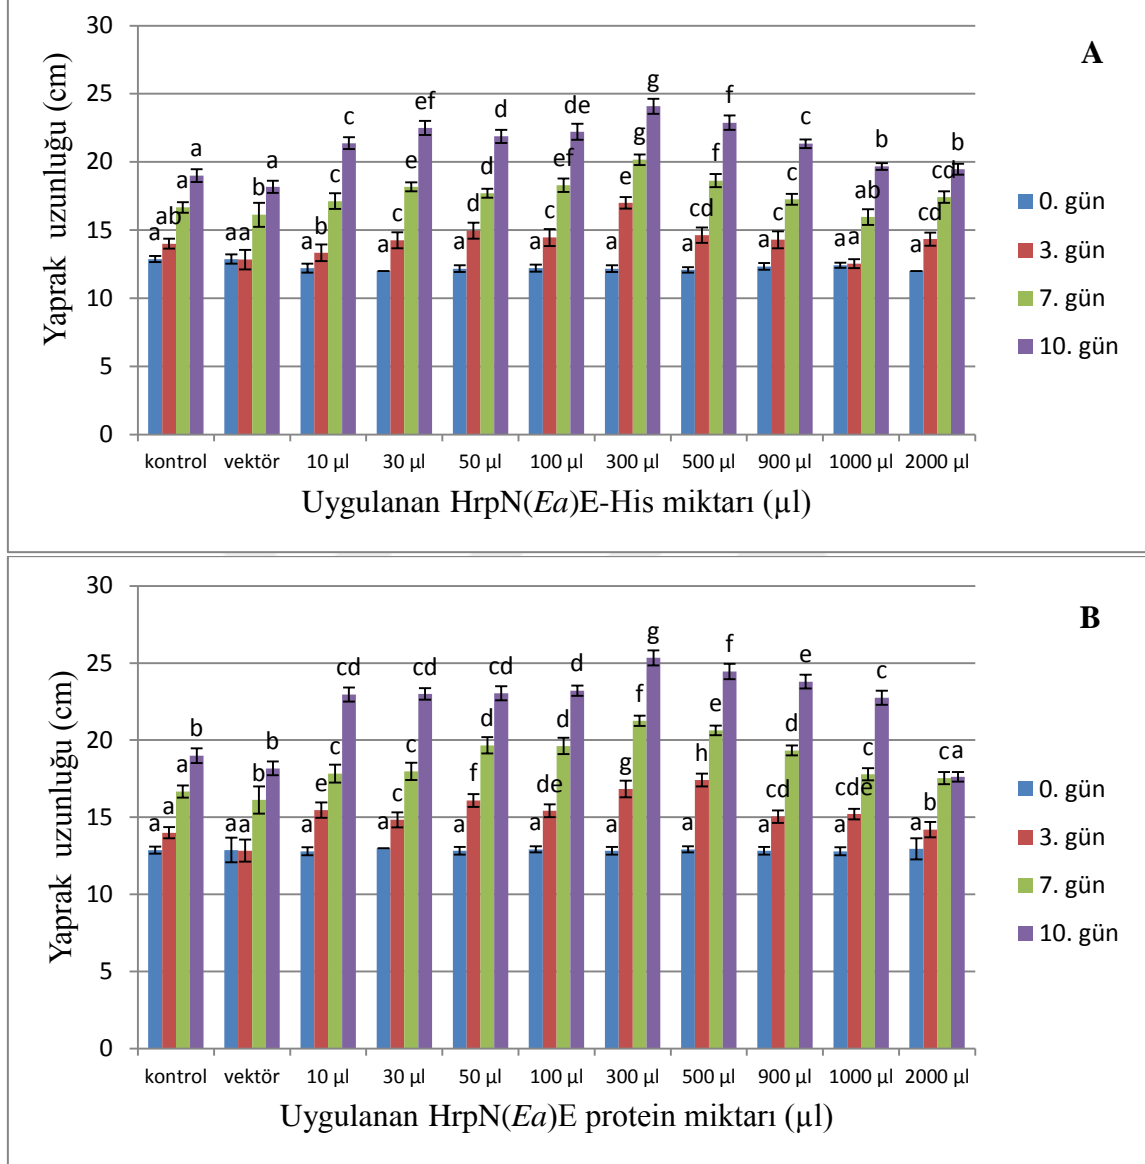 Yaprak uzunluğu (cm)
30
25
20
15
10
5
0
a ab a a
a a b a
a b c c
a c e ef
a d d d
a c ef de
a e g g
a cd f f
a c c c
a a ab b
a cd cd b
kontrol vektör 10 µl 30 µl 50 µl 100 µl 300 µl 500 µl 900 µl 1000 µl 2000 µl
Uygulanan HrpN(Ea)E-His miktarı (µl)
A
0. gün
3. gün
7. gün
10. gün
Yaprak uzunluğu (cm)
30
25
20
15
10
5
0
a a a b
a a b b
a e c cd
a c c cd
a f d cd
a de d d
a g f g
a h e f
a cd d e
a cde c c
a b c a
kontrol vektör 10 µl 30 µl 50 µl 100 µl 300 µl 500 µl 900 µl 1000 µl 2000 µl
Uygulanan HrpN(Ea)E protein miktarı (µl)
B
0. gün
3. gün
7. gün
10. gün